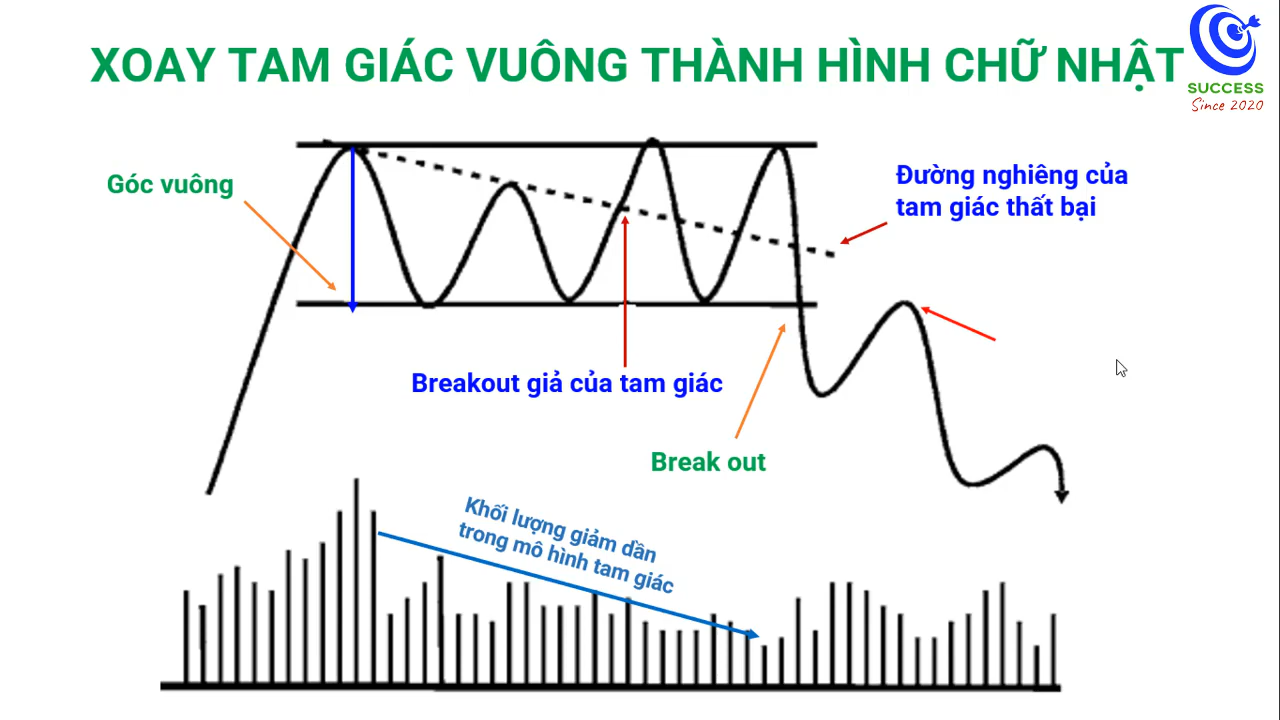 XOAY TAM GIÁC VUÔNG THÀNH HÌNH CHỮ NHẬT
SUCCESS
Since 2020
Góc vuông
Đường nghiêng của
tam giác thất bại
Breakout giả của tam giác
Break out
Khối lượng giảm dần
trong mô hình tam giác